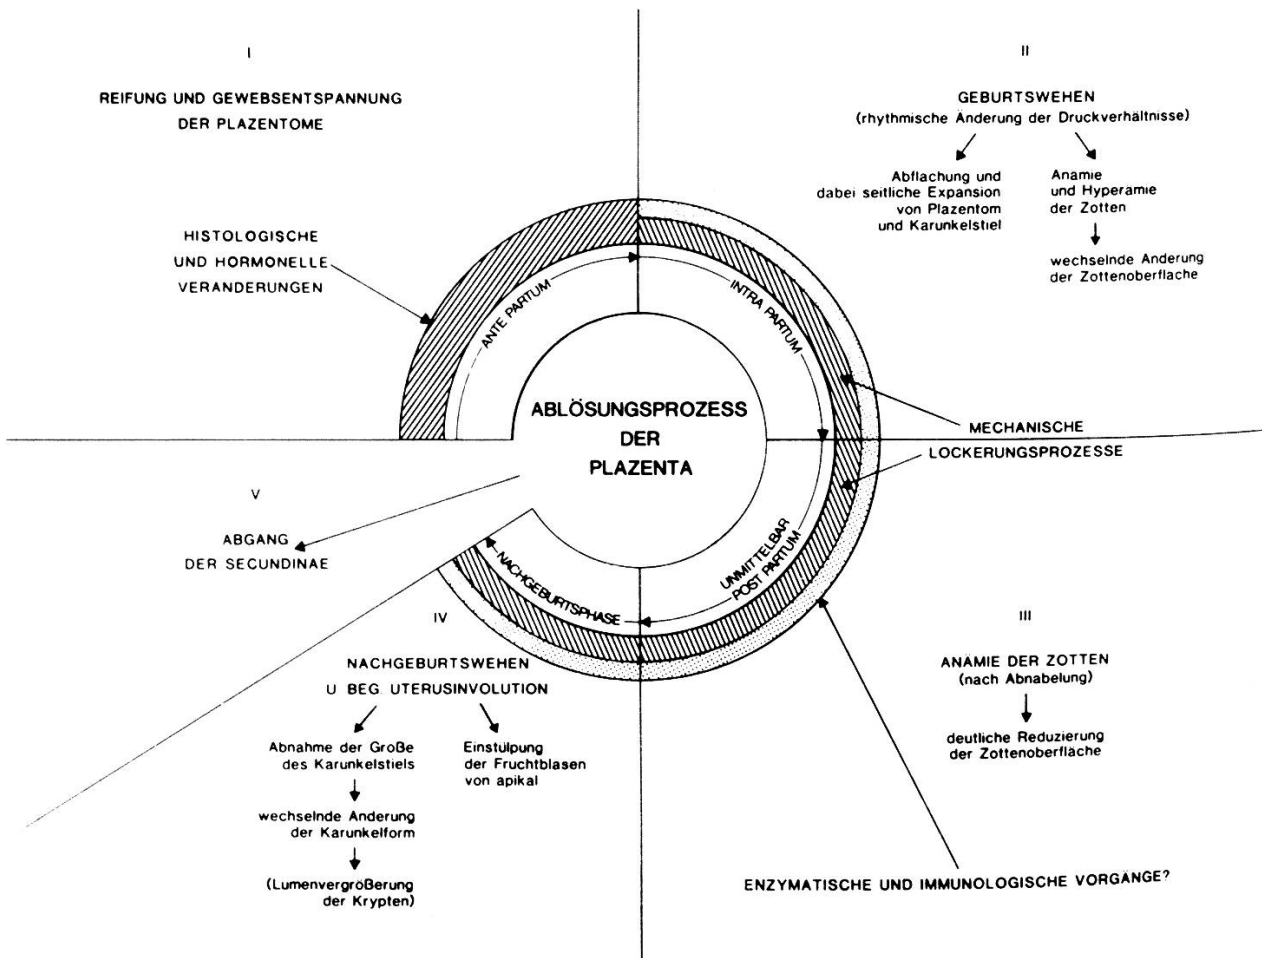 I
REIFUNG UND GEWEBSENTSPANNUNG
DER PLAZENTOME
HISTOLOGISCHE
UND HORMONELLE
VERANDERUNGEN
II
GEBURTSWEHEN
(rhythmische Änderung der Druckverhältnisse)
Abflachung und
dabei seitliche Expansion
von Plazentom
und Karunkelstiel
Anamie
und Hyperamie
der Zotten
wechselnde Anderung
der Zottenoberflache
ANTE PARTUM
INTRA PARTUM
ABLÖSUNGSPROZESS
DER
PLAZENTA
MECHANISCHE
LOCKERUNGSPROZESSE
V
ABGANG
DER SECUNDINAE
UNMITTELBAR
POST PARTUM
NACHGEBURTSPHASE
IV
NACHGEBURTSWEHEN
U BEG. UTERUSINVOLUTION
Abnahme der Große
des Karunkelstiels
wechselnde Anderung
der Karunkelform
(Lumenvergrößerung
der Krypten)
Einstülpung
der Fruchtblasen
von apikal
III
ANÄMIE DER ZOTTEN
(nach Abnabelung)
deutliche Reduzierung
der Zottenoberfläche
ENZYMATISCHE UND IMMUNOLOGISCHE VORGÄNGE?